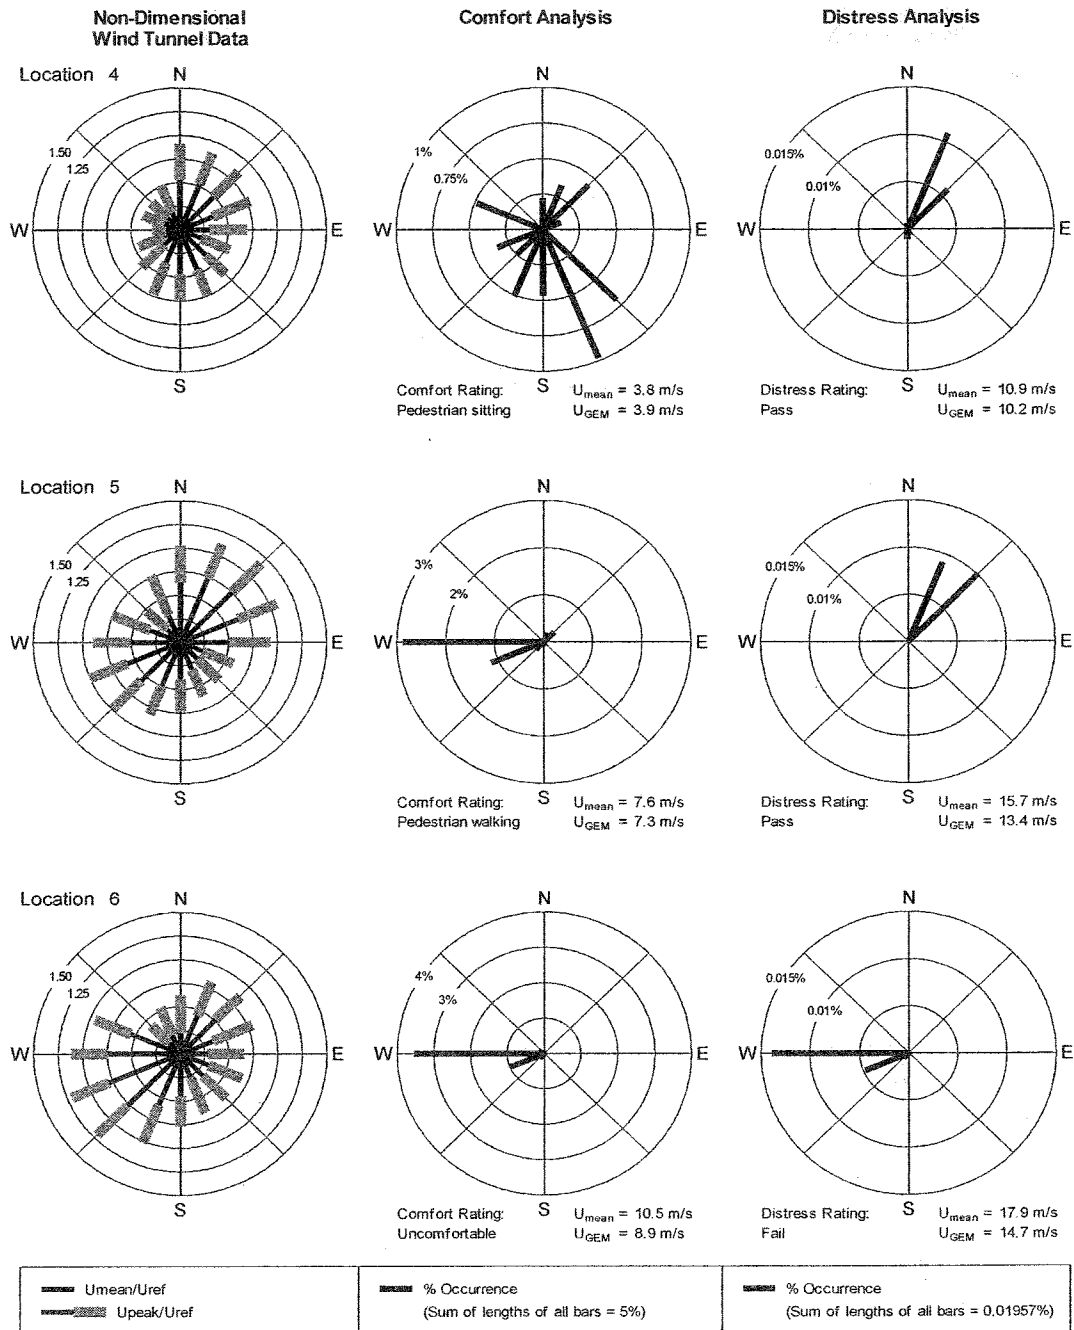 Non-Dimensional
Wind Tunnel Data
Comfort Analysis
Distress Analysis
Location 4
N
1.50
1.25
W
E
S
N
1%
0.75%
W
E
S
Comfort Rating: Umean = 3.8 m/s
Pedestrian sitting UGEM = 3.9 m/s
N
0.015%
0.01%
W
E
S
Distress Rating: Umean = 10.9 m/s
Pass UGEM = 10.2 m/s
Location 5
N
1.50
1.25
W
E
S
N
3%
2%
W
E
S
Comfort Rating: Umean = 7.6 m/s
Pedestrian walking UGEM = 7.3 m/s
N
0.015%
0.01%
W
E
S
Distress Rating: Umean = 15.7 m/s
Pass UGEM = 13.4 m/s
Location 6
N
1.50
1.25
W
E
S
N
4%
3%
W
E
S
Comfort Rating: Umean = 10.5 m/s
Uncomfortable UGEM = 8.9 m/s
N
0.015%
0.01%
W
E
S
Distress Rating: Umean = 17.9 m/s
Fail UGEM = 14.7 m/s
Umean/Uref
Upeak/Uref
% Occurrence
(Sum of lengths of all bars = 5%)
% Occurrence
(Sum of lengths of all bars = 0.01957%)